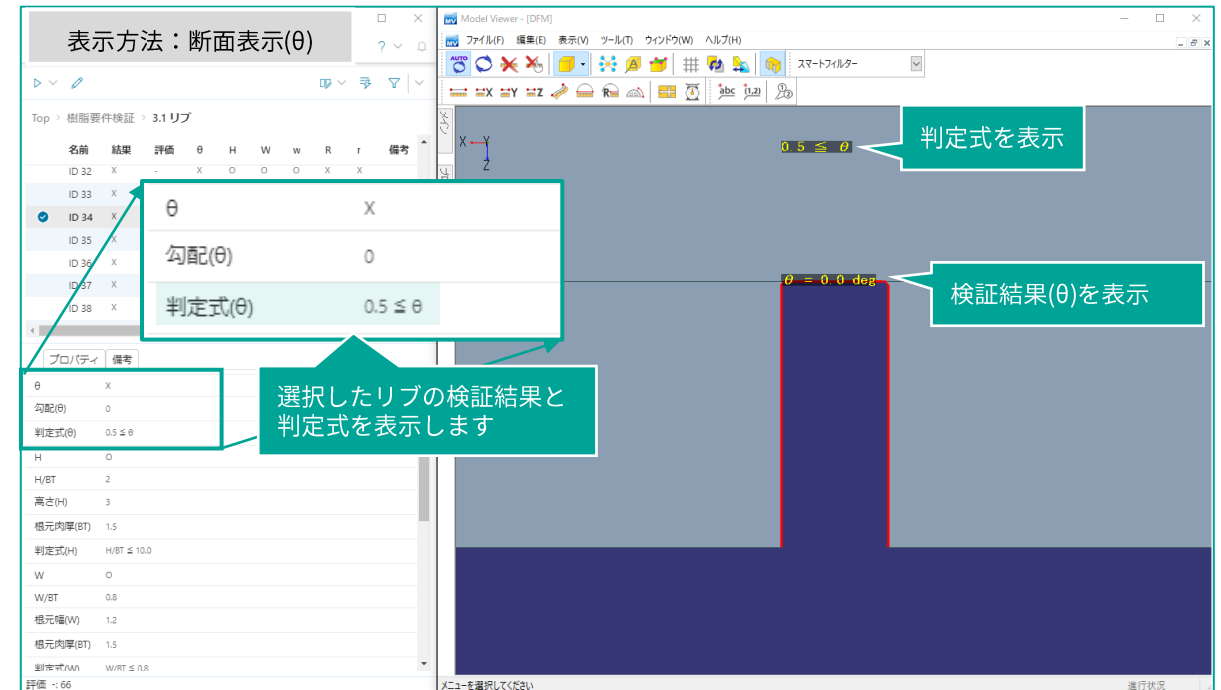 表示方法：断面表示(θ)
Top > 樹脂要件検証 > 3.1 リブ
名前 結果 評価 θ H W w R r 備考
ID 32 X - X O O O X X
ID 33 X
ID 34 X
ID 35 X
ID 36 X
ID 37 X
ID 38 X
θ X
勾配(θ) 0
判定式(θ) 0.5 ≦ θ
選択したリブの検証結果と
判定式を表示します
プロパティ 備考
θ X
勾配(θ) 0
判定式(θ) 0.5 ≦ θ
H O
H/BT 2
高さ(H) 3
根元肉厚(BT) 1.5
判定式(H) H/BT ≦ 10.0
W O
W/BT 0.8
根元幅(W) 1.2
根元肉厚(BT) 1.5
判定式(W) W/BT ≦ 0.8
評価 -: 66
MV Model Viewer - [DFM]
MV ファイル(F) 編集(E) 表示(V) ツール(T) ウィンドウ(W) ヘルプ(H)
AUTO スマートフィルター
X Y Z R abc (1,2)
メイン
X Y
Z
0.5 ≦ θ
判定式を表示
θ = 0.0 deg
検証結果(θ)を表示
メニューを選択してください 進行状況